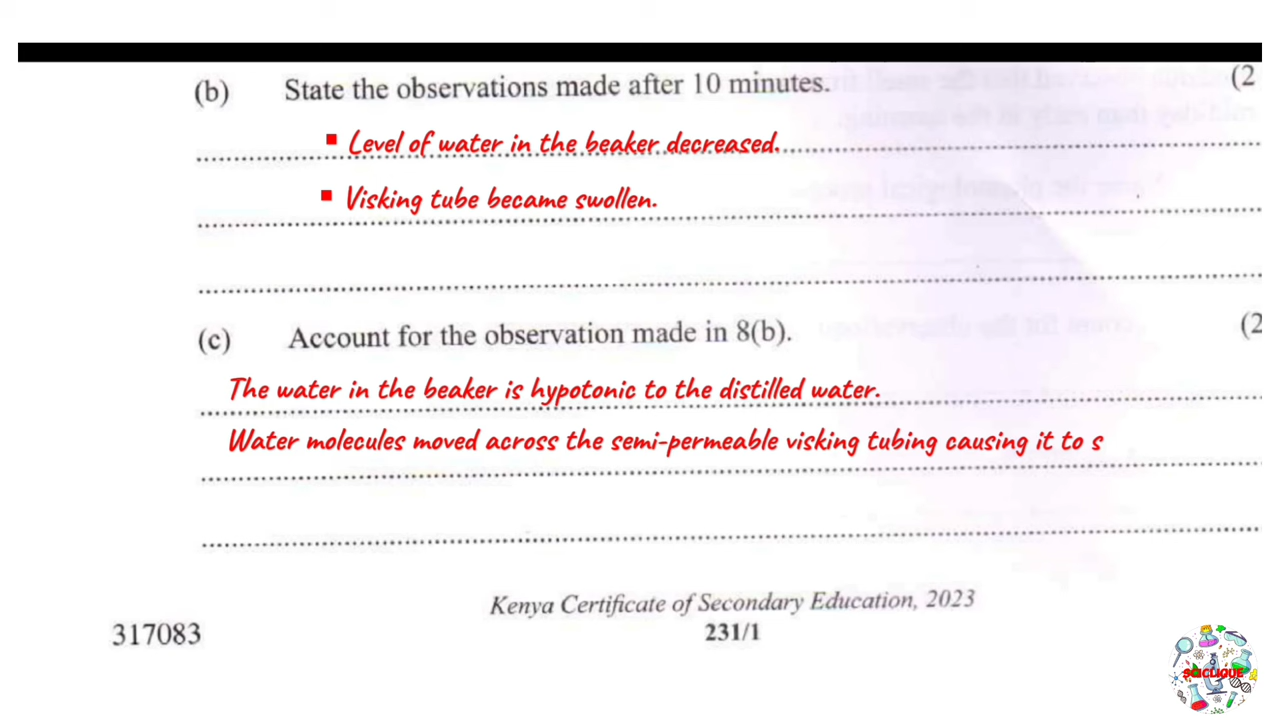 (b) State the observations made after 10 minutes. (2
▪ Level of water in the beaker decreased.
▪ Visking tube became swollen.
(c) Account for the observation made in 8(b). (2
The water in the beaker is hypotonic to the distilled water.
Water molecules moved across the semi-permeable visking tubing causing it to s
Kenya Certificate of Secondary Education, 2023
317083 231/1
SCICLIQUE